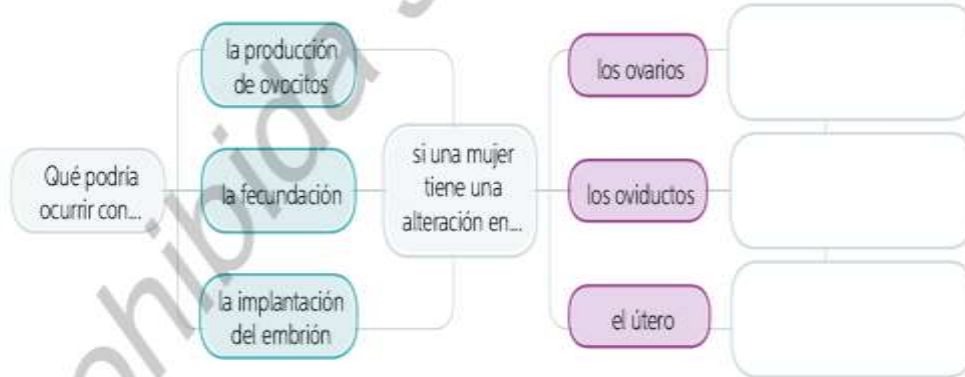 Qué podría
ocurrir con...
la producción
de ovocitos
la fecundación
la implantación
del embrión
si una mujer
tiene una
alteración en...
los ovarios
los oviductos
el útero